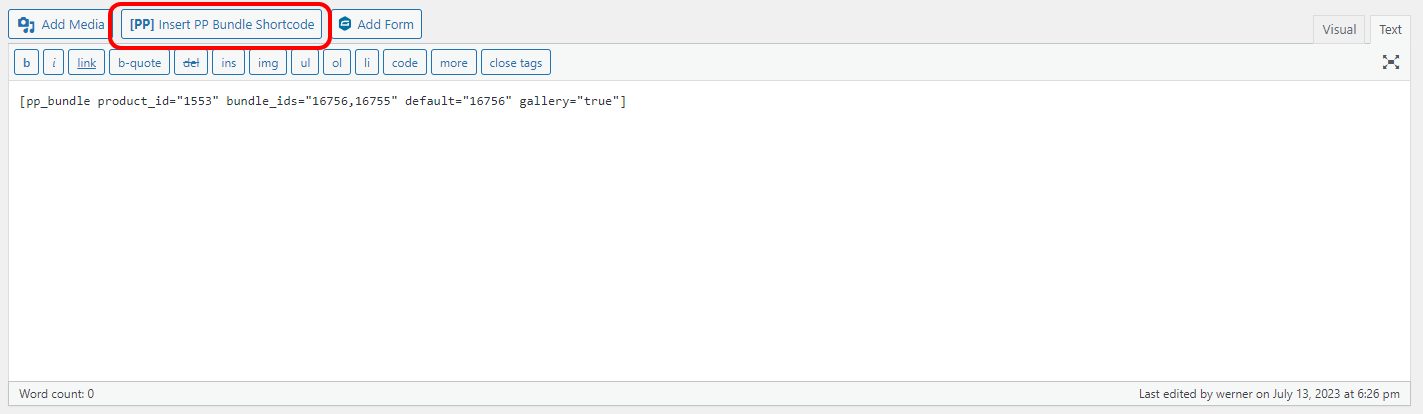 Add Media [PP] Insert PP Bundle Shortcode Add Form
Visual Text
b i link b-quote del ins img ul ol li code more close tags
[pp_bundle product_id="1553" bundle_ids="16756,16755" default="16756" gallery="true"]
Word count: 0 Last edited by werner on July 13, 2023 at 6:26 pm